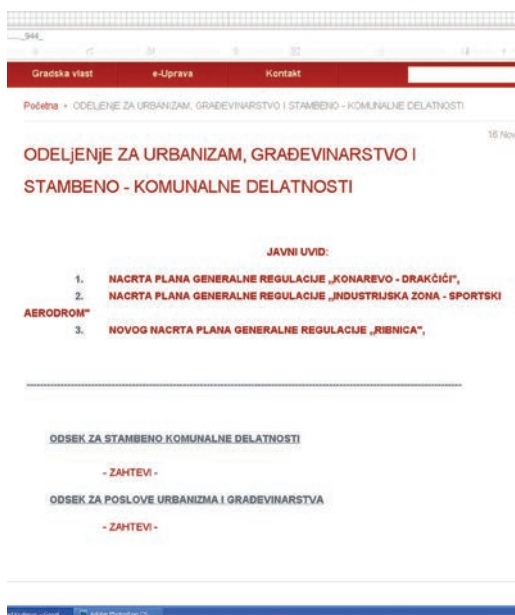 _944_
Gradska vlast e-Uprava Kontakt
Početna • ODELJENJE ZA URBANIZAM, GRAĐEVINARSTVO I STAMBENO - KOMUNALNE DELATNOSTI
16 Nov
ODELjENjE ZA URBANIZAM, GRAĐEVINARSTVO I
STAMBENO - KOMUNALNE DELATNOSTI
JAVNI UVID:
1. NACRTA PLANA GENERALNE REGULACIJE „KONAREVO - DRAKČIĆI",
2. NACRTA PLANA GENERALNE REGULACIJE „INDUSTRIJSKA ZONA - SPORTSKI
AERODROM"
3. NOVOG NACRTA PLANA GENERALNE REGULACIJE „RIBNICA",
ODSEK ZA STAMBENO KOMUNALNE DELATNOSTI
- ZAHTEVI -
ODSEK ZA POSLOVE URBANIZMA I GRAĐEVINARSTVA
- ZAHTEVI -